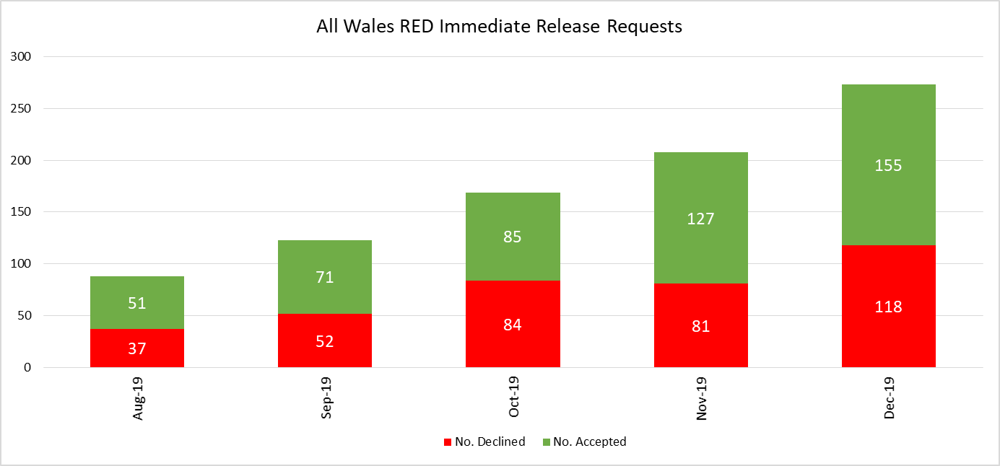 All Wales RED Immediate Release Requests
300
250
200
150
100
50
0
51
37
71
52
85
84
127
81
155
118
Aug-19
Sep-19
Oct-19
Nov-19
Dec-19
No. Declined
No. Accepted